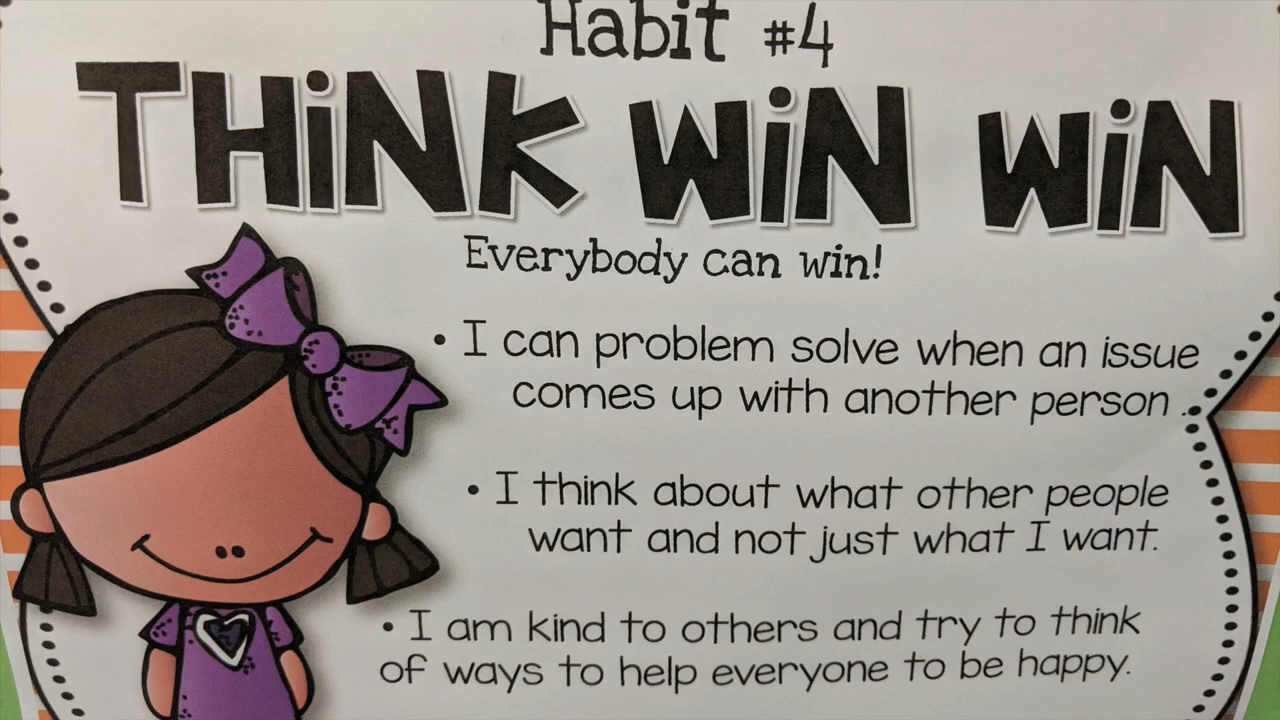 Habit #4
THiNK WiN WiN
Everybody can win!
• I can problem solve when an issue
comes up with another person.
• I think about what other people
want and not just what I want.
• I am kind to others and try to think
of ways to help everyone to be happy.